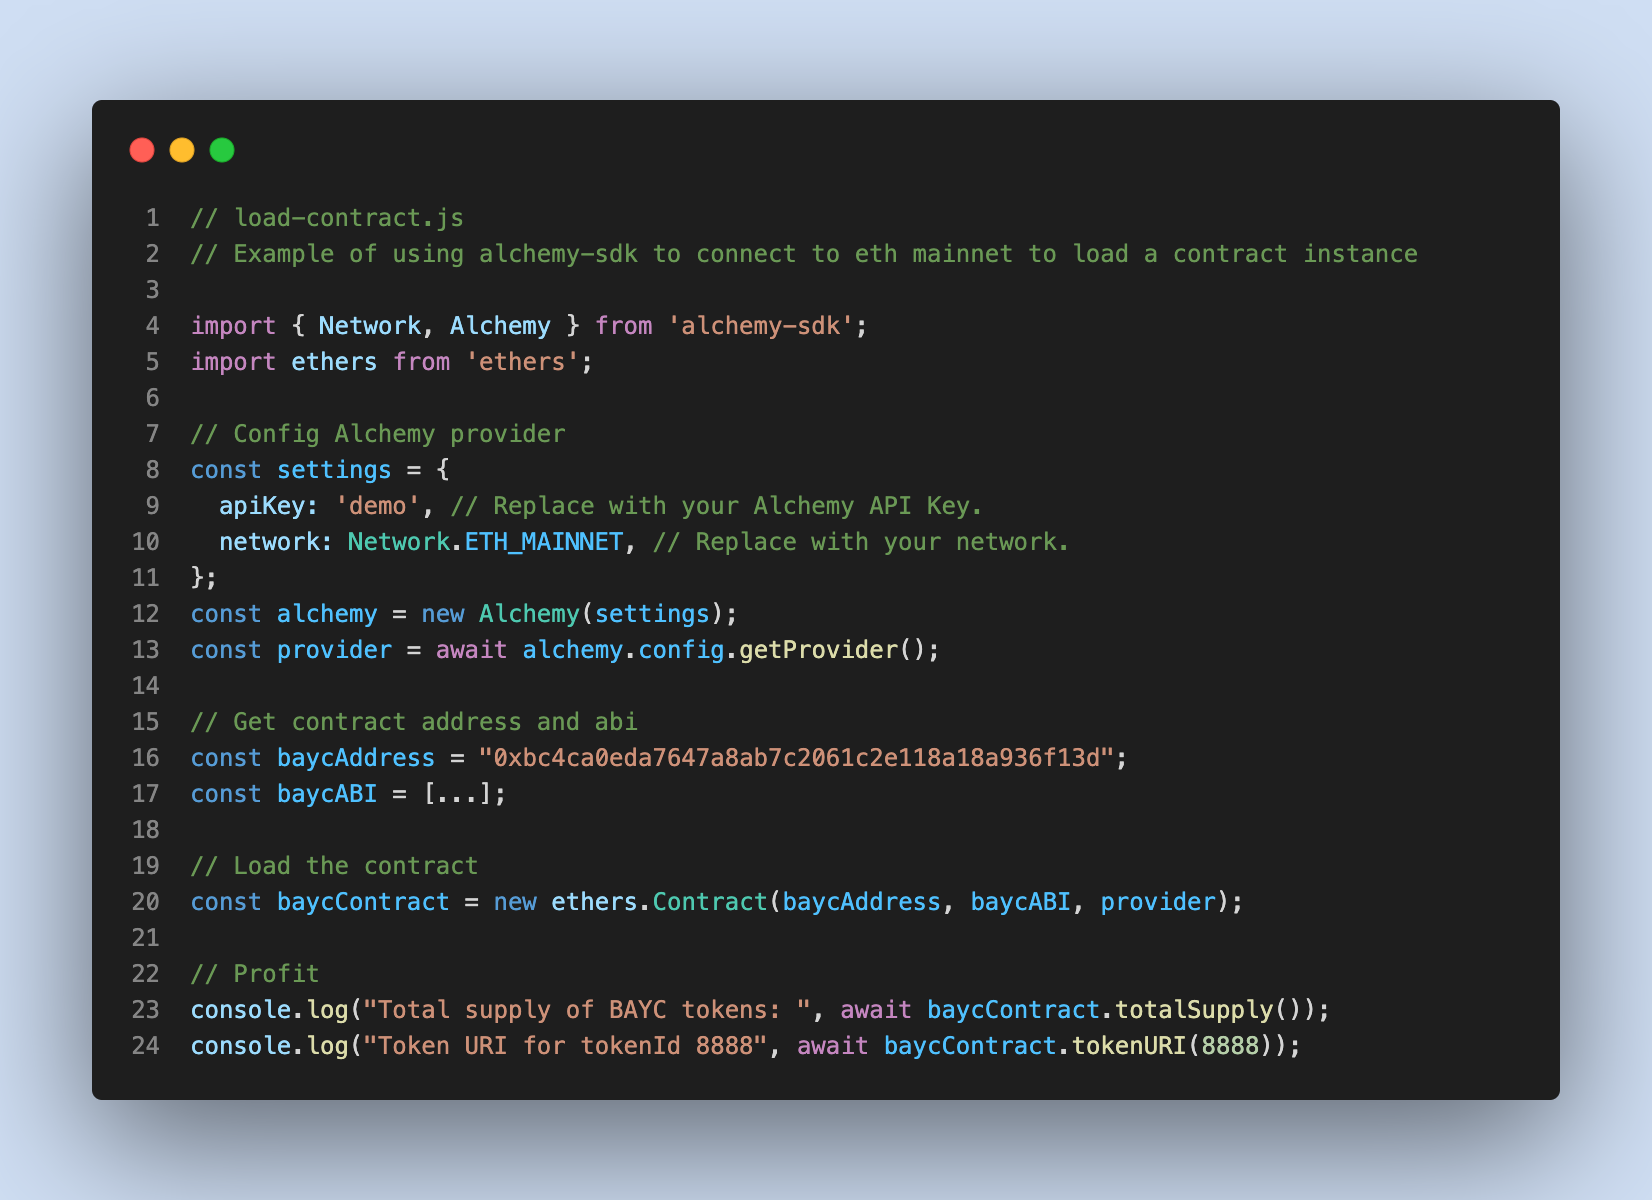 1 // load-contract.js
2 // Example of using alchemy-sdk to connect to eth mainnet to load a contract instance
3
4 import { Network, Alchemy } from 'alchemy-sdk';
5 import ethers from 'ethers';
6
7 // Config Alchemy provider
8 const settings = {
9   apiKey: 'demo', // Replace with your Alchemy API Key.
10   network: Network.ETH_MAINNET, // Replace with your network.
11 };
12 const alchemy = new Alchemy(settings);
13 const provider = await alchemy.config.getProvider();
14
15 // Get contract address and abi
16 const baycAddress = "0xbc4ca0eda7647a8ab7c2061c2e118a18a936f13d";
17 const baycABI = [...];
18
19 // Load the contract
20 const baycContract = new ethers.Contract(baycAddress, baycABI, provider);
21
22 // Profit
23 console.log("Total supply of BAYC tokens: ", await baycContract.totalSupply());
24 console.log("Token URI for tokenId 8888", await baycContract.tokenURI(8888));